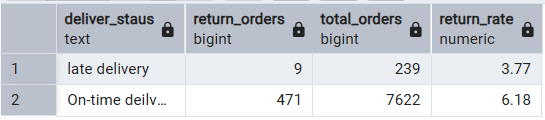 deliver_staus return_orders total_orders return_rate
text bigint bigint numeric
1 late delivery 9 239 3.77
2 On-time deilv... 471 7622 6.18